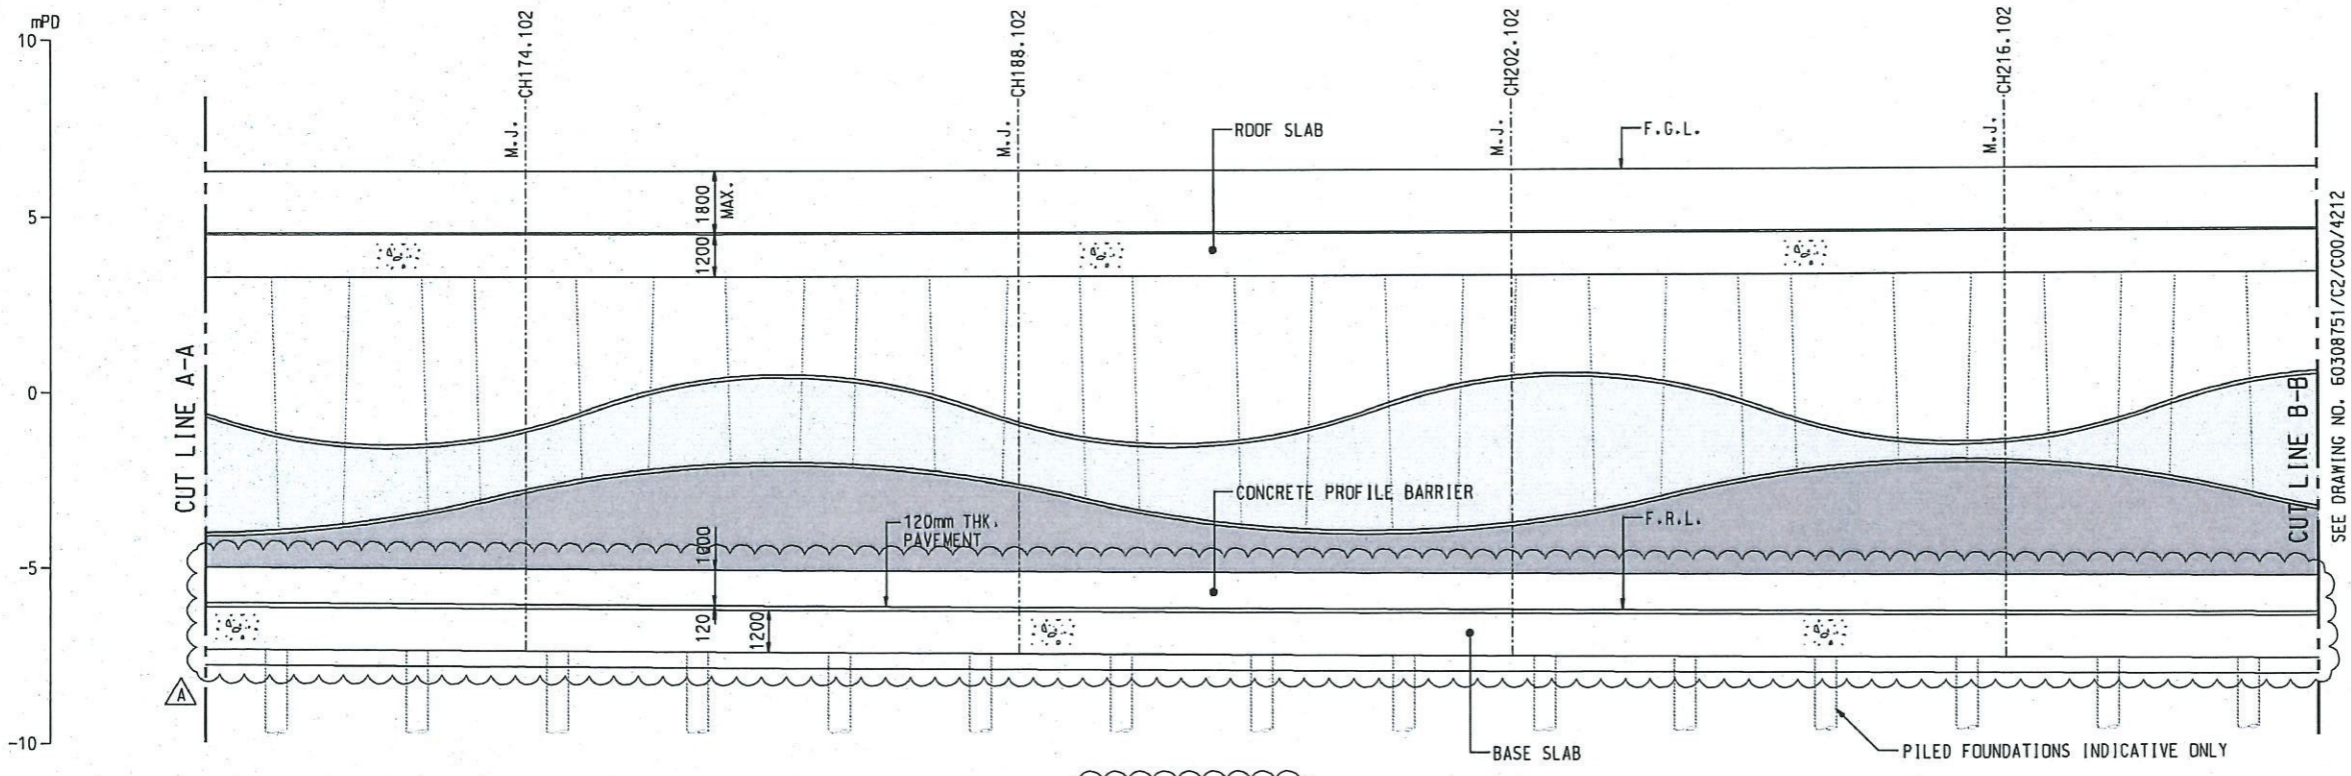 mPD
10
5
0
-5
-10
CH174.102
CH188.102
CH202.102
CH216.102
M.J.
M.J.
M.J.
M.J.
ROOF SLAB
F.G.L.
1800
MAX.
1200
CUT LINE A-A
CUT LINE B-B
SEE DRAWING NO. 60308751/C2/C00/4212
CONCRETE PROFILE BARRIER
120mm THK.
PAVEMENT
F.R.L.
1000
120
1200
A
BASE SLAB
PILED FOUNDATIONS INDICATIVE ONLY